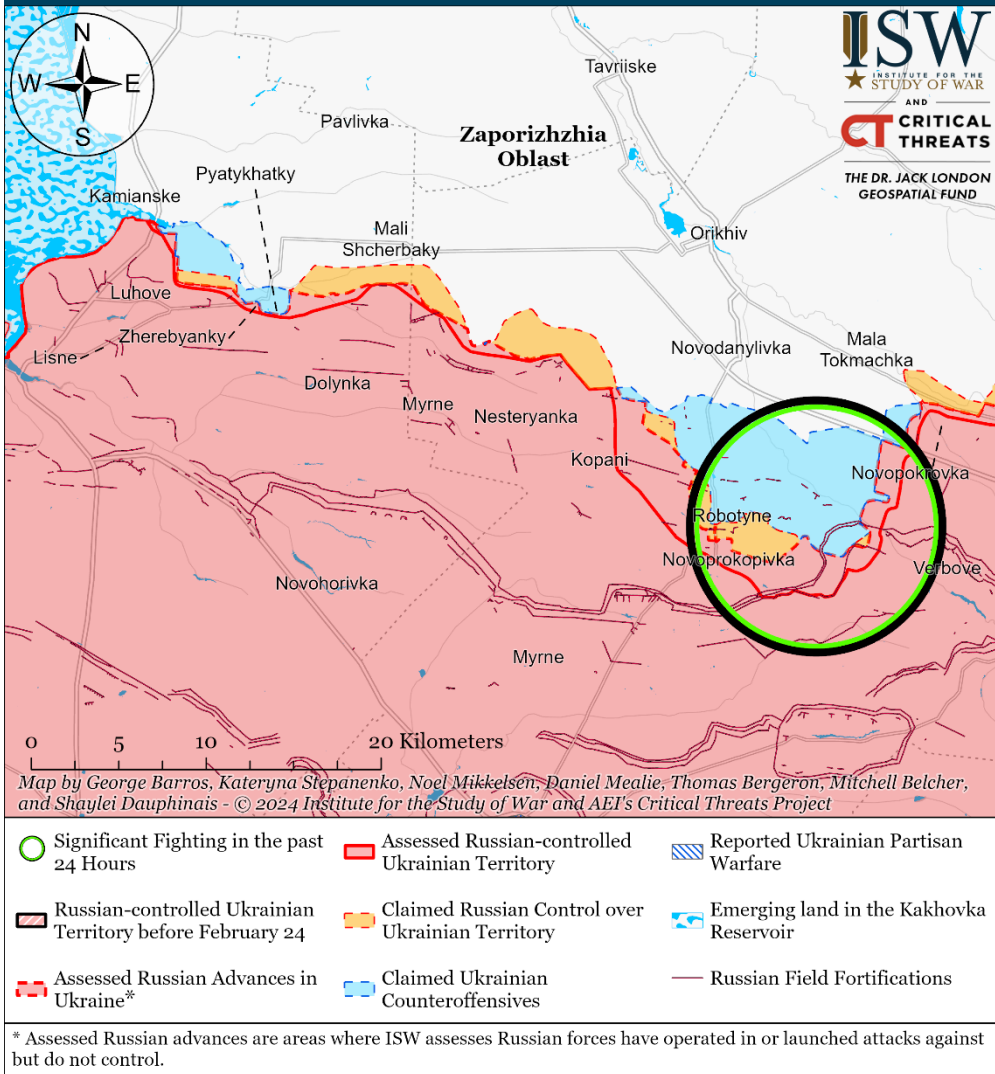 N
W
E
S
ISW
INSTITUTE FOR THE
STUDY OF WAR
AND
CT CRITICAL
THREATS
THE DR. JACK LONDON
GEOSPATIAL FUND
Tavriiske
Pavlivka
Zaporizhzhia
Oblast
Pyatykhatky
Kamianske
Mali
Shcherbaky
Orikhiv
Luhove
Zherebyanky
Lisne
Dolynka
Myrne
Nesteryanka
Novodanylivka
Mala
Tokmachka
Kopani
Novopokrovka
Robotyne
Novoprokopivka
Verbove
Novohorivka
Myrne
0 5 10 20 Kilometers
Map by George Barros, Kateryna Stepanenko, Noel Mikkelsen, Daniel Mealie, Thomas Bergeron, Mitchell Belcher,
and Shaylei Dauphinais - © 2024 Institute for the Study of War and AEI's Critical Threats Project
Significant Fighting in the past
24 Hours
Russian-controlled Ukrainian
Territory before February 24
Assessed Russian Advances in
Ukraine*
Assessed Russian-controlled
Ukrainian Territory
Claimed Russian Control over
Ukrainian Territory
Claimed Ukrainian
Counteroffensives
Reported Ukrainian Partisan
Warfare
Emerging land in the Kakhovka
Reservoir
Russian Field Fortifications
* Assessed Russian advances are areas where ISW assesses Russian forces have operated in or launched attacks against
but do not control.